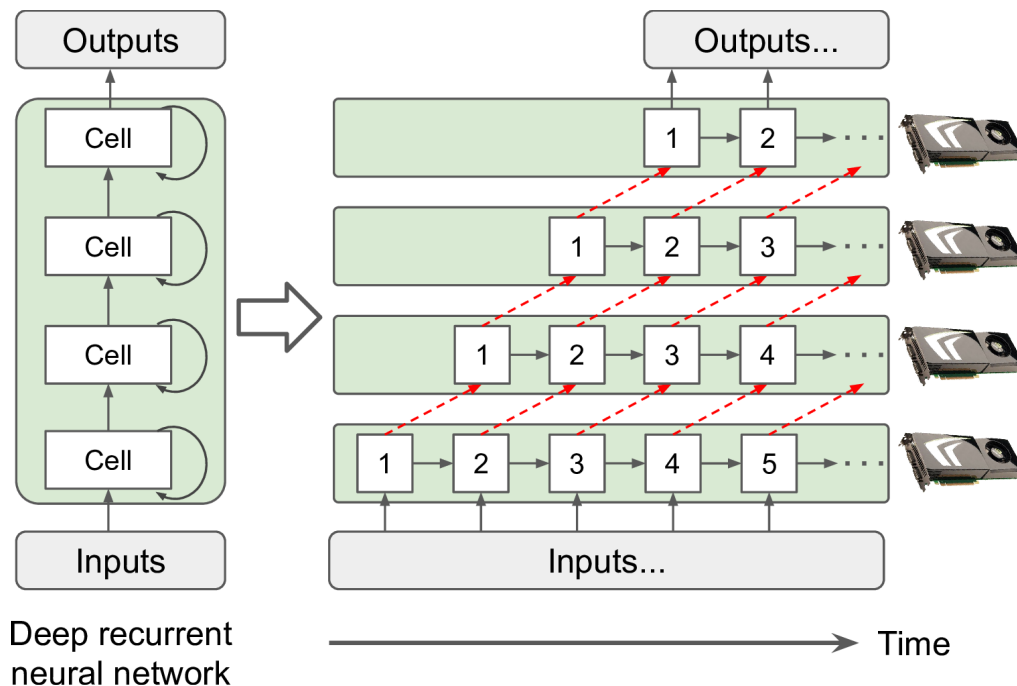 Outputs
Cell
Cell
Cell
Cell
Inputs
Deep recurrent
neural network
Outputs...
1 2 ...
1 2 3 ...
1 2 3 4 ...
1 2 3 4 5 ...
Inputs...
Time